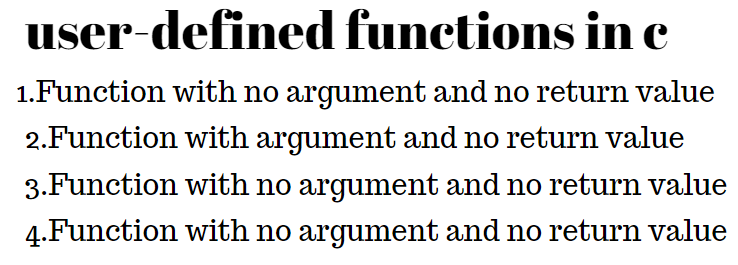 user-defined functions in c
1.Function with no argument and no return value
2.Function with argument and no return value
3.Function with no argument and no return value
4.Function with no argument and no return value